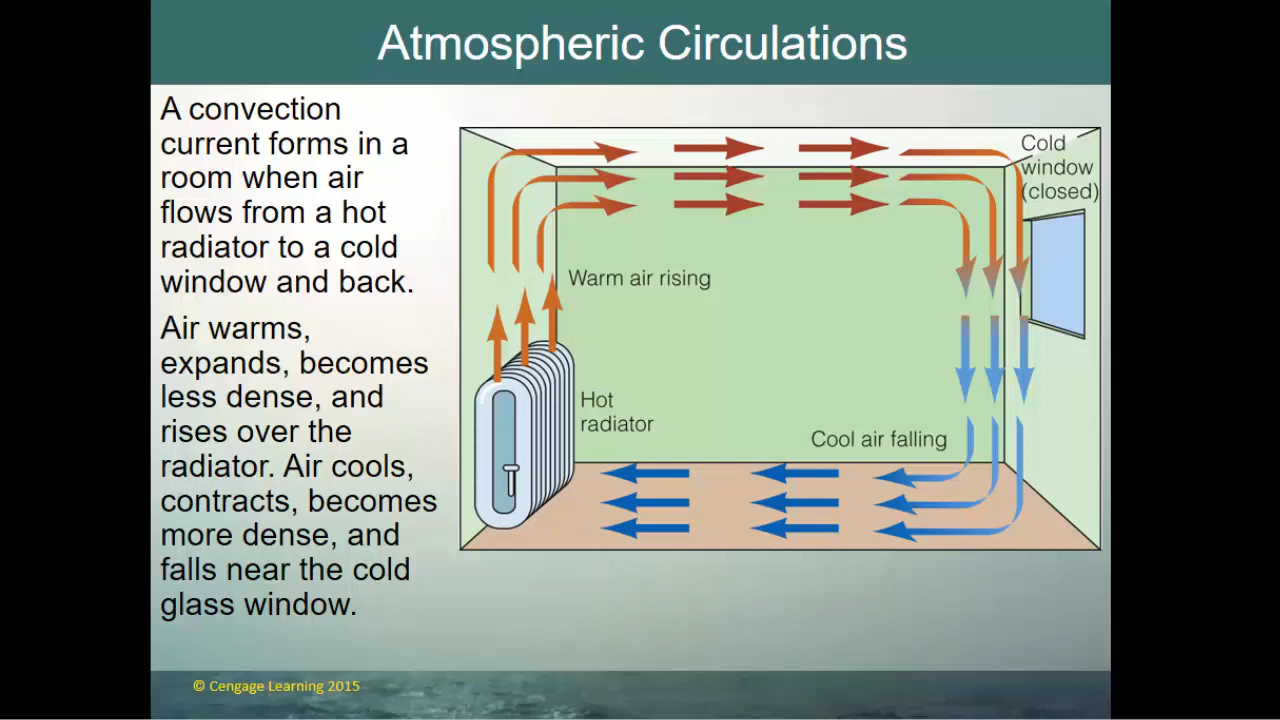 Atmospheric Circulations
A convection
current forms in a
room when air
flows from a hot
radiator to a cold
window and back.
Air warms,
expands, becomes
less dense, and
rises over the
radiator. Air cools,
contracts, becomes
more dense, and
falls near the cold
glass window.
Cold
window
(closed)
Warm air rising
Hot
radiator
Cool air falling
© Cengage Learning 2015